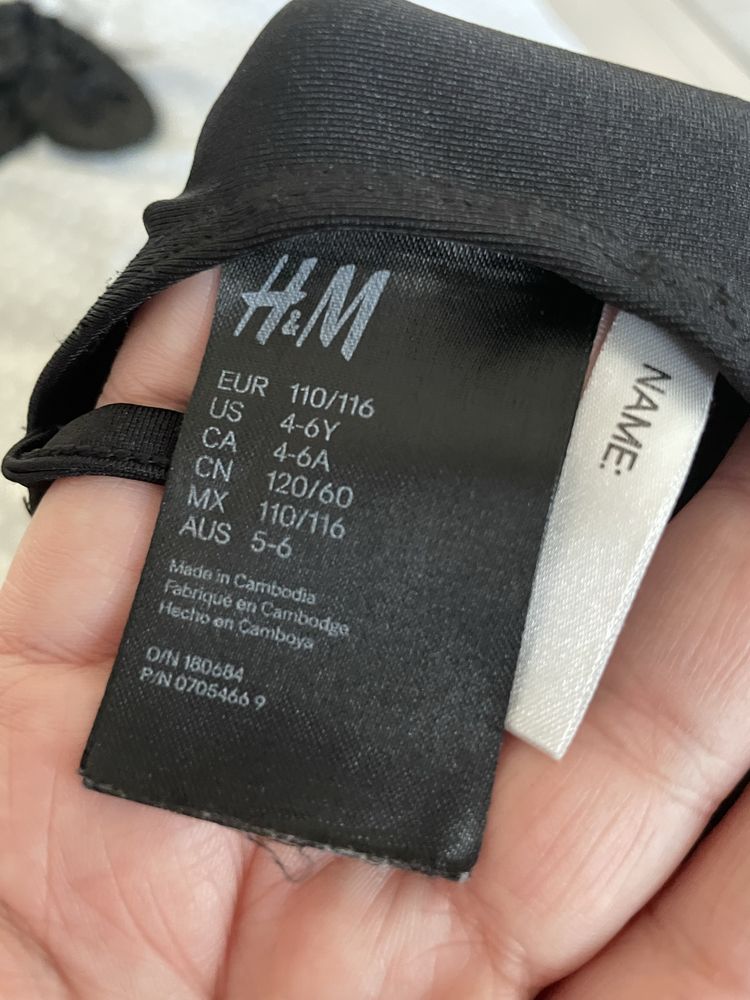 H&M
EUR 110/116
US 4-6Y
CA 4-6A
CN 120/60
MX 110/116
AUS 5-6
Made in Cambodia
Fabriqué en Cambodge
Hecho en Camboya
O/N 180684
P/N 0705466 9
NAME: